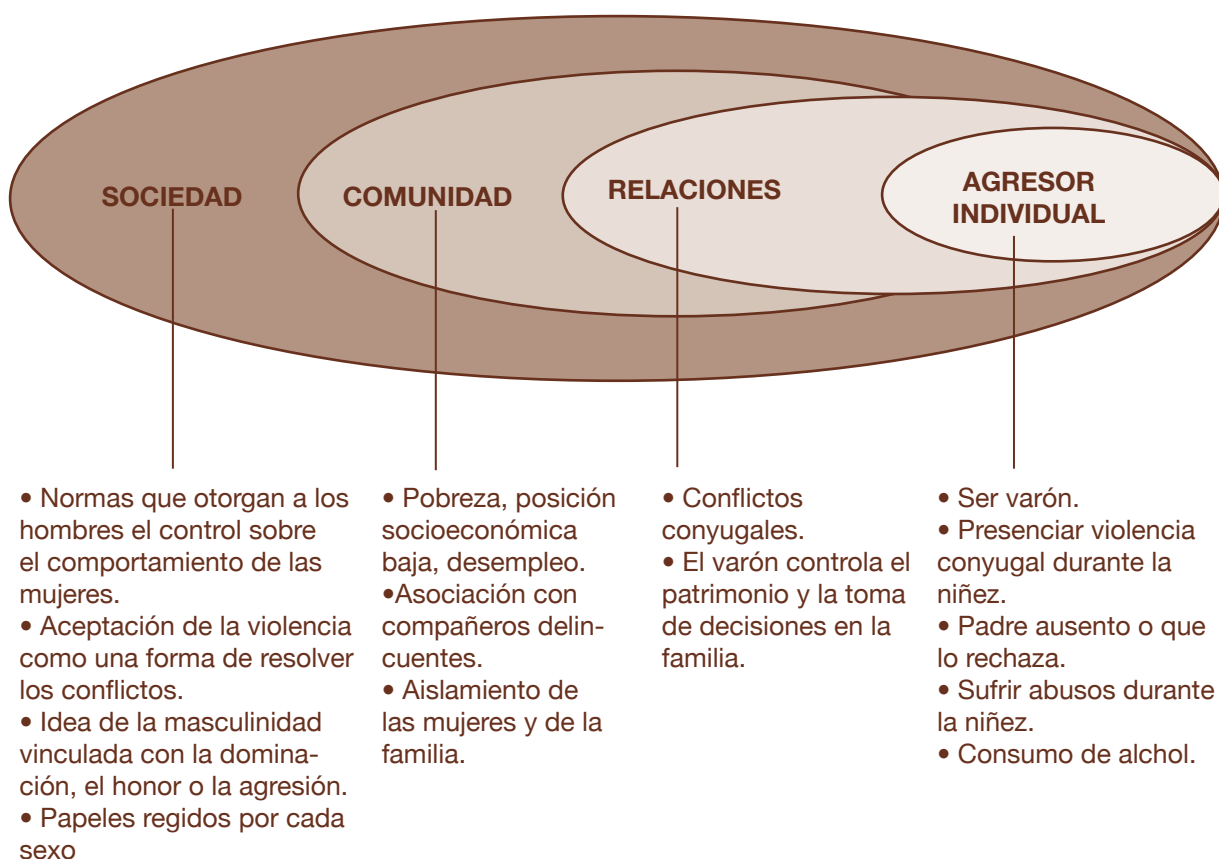 SOCIEDAD
COMUNIDAD
RELACIONES
AGRESOR
INDIVIDUAL
• Normas que otorgan a los
hombres el control sobre
el comportamiento de las
mujeres.
• Aceptación de la violencia
como una forma de resolver
los conflictos.
• Idea de la masculinidad
vinculada con la domina-
ción, el honor o la agresión.
• Papeles regidos por cada
sexo
• Pobreza, posición
socioeconómica
baja, desempleo.
•Asociación con
compañeros delin-
cuentes.
• Aislamiento de
las mujeres y de la
familia.
• Conflictos
conyugales.
• El varón controla el
patrimonio y la toma
de decisiones en la
familia.
• Ser varón.
• Presenciar violencia
conyugal durante la
niñez.
• Padre ausento o que
lo rechaza.
• Sufrir abusos durante
la niñez.
• Consumo de alchol.